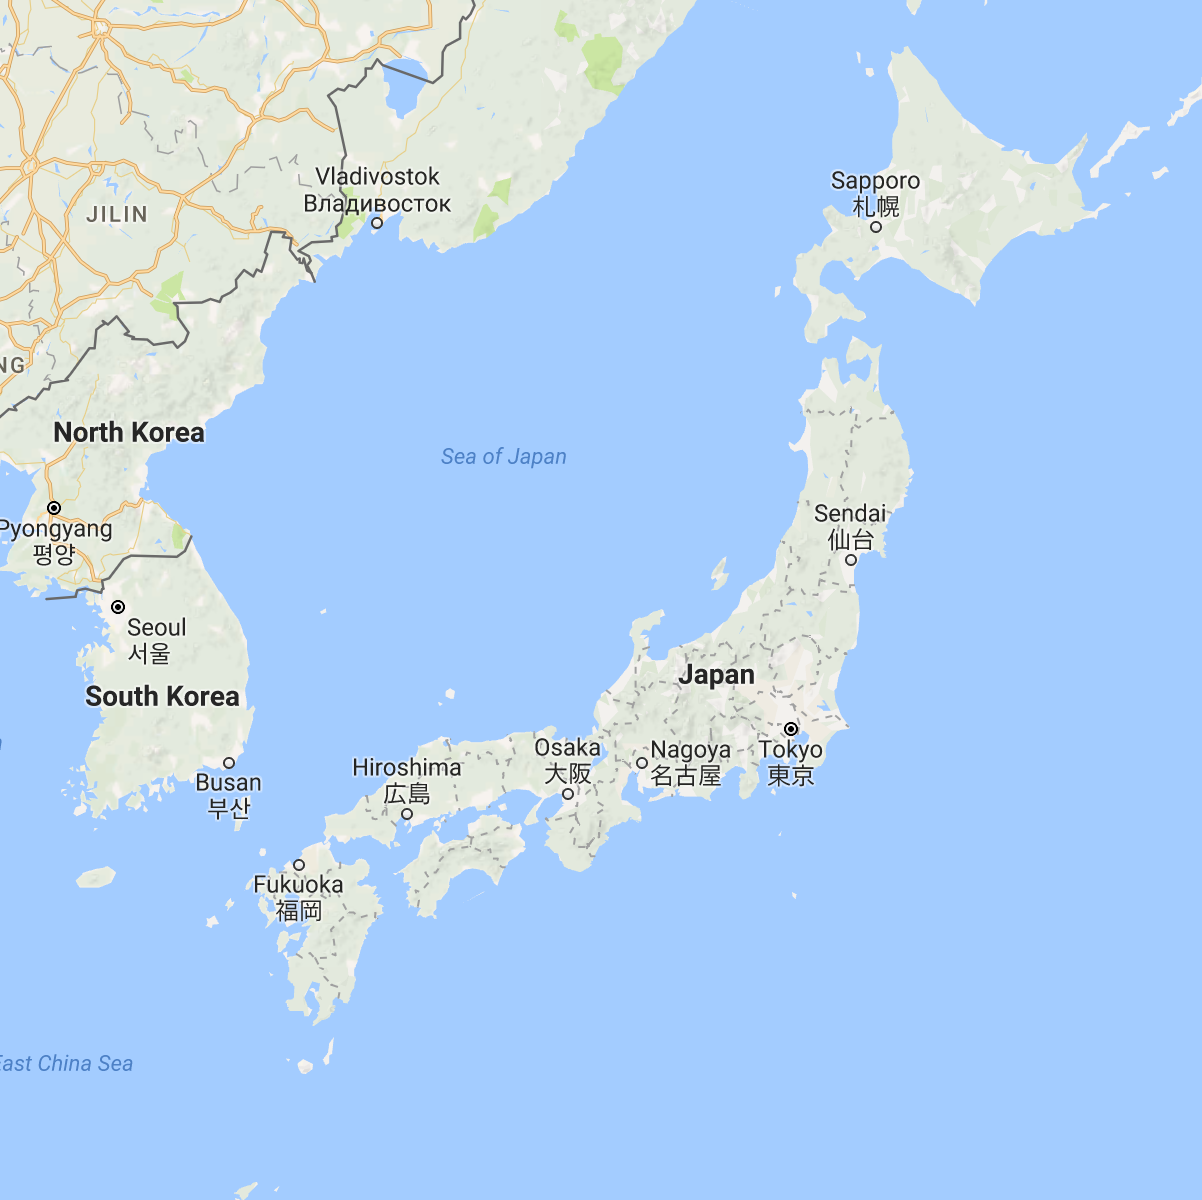 Vladivostok
Владивосток
Sapporo
札幌
JILIN
NG
North Korea
Sea of Japan
Pyongyang
평양
Sendai
仙台
Seoul
서울
South Korea
Japan
Busan
부산
Hiroshima
広島
Osaka
大阪
Nagoya
名古屋
Tokyo
東京
Fukuoka
福岡
East China Sea